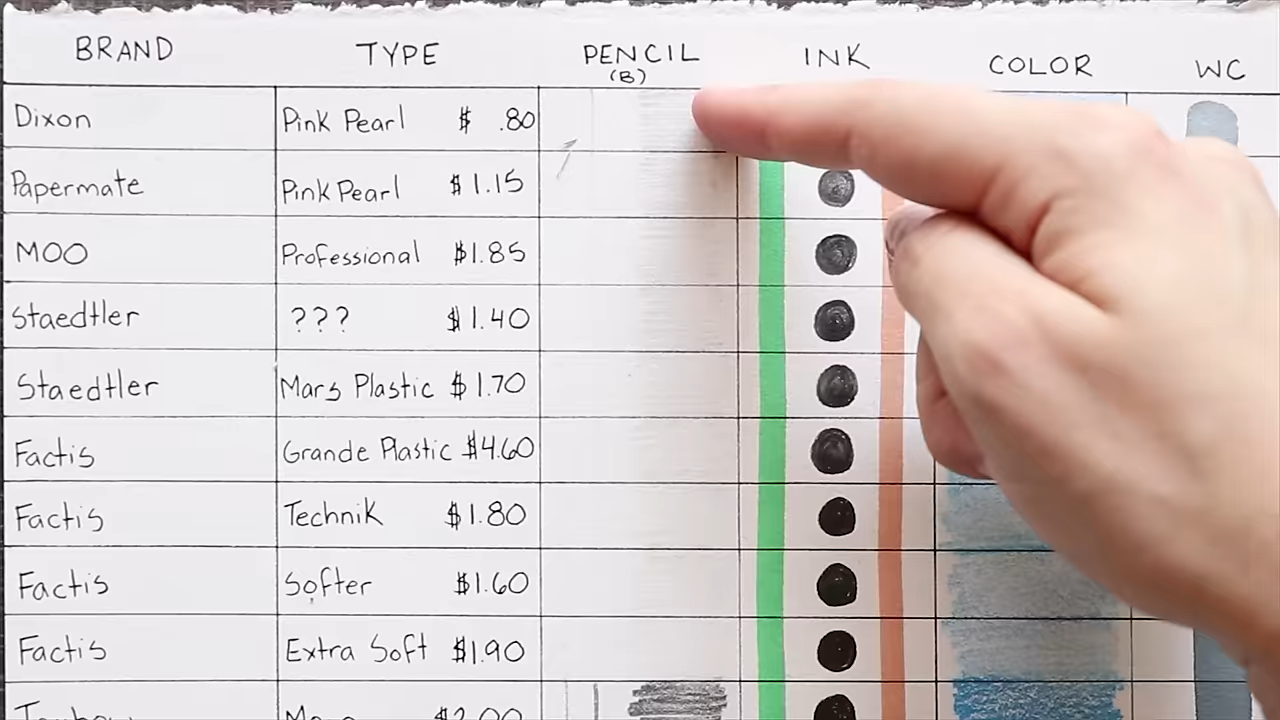 BRAND TYPE PENCIL INK COLOR WC
(B)
Dixon Pink Pearl $ .80
Papermate Pink Pearl $1.15
MOO Professional $1.85
Staedtler ??? $1.40
Staedtler Mars Plastic $1.70
Factis Grande Plastic $4.60
Factis Technik $1.80
Factis Softer $1.60
Factis Extra Soft $1.90
$2.00